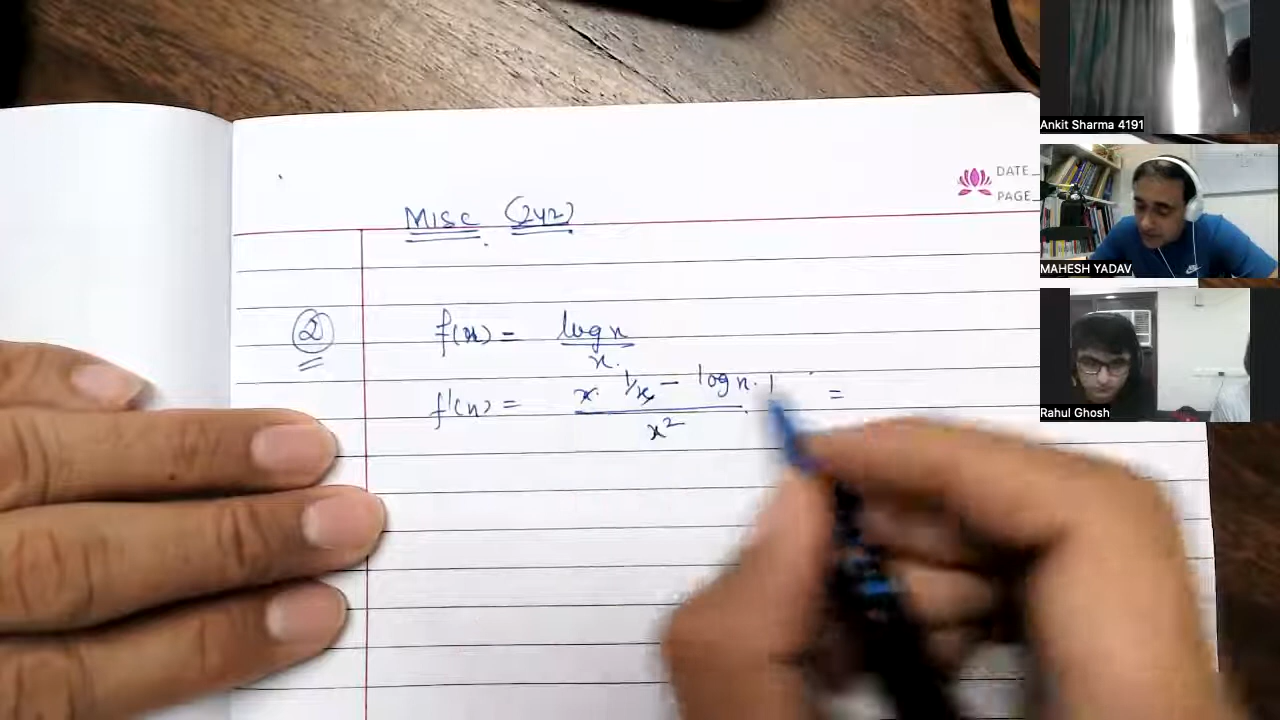 MISC (242)
DATE
PAGE
② f(x) = log x / x.
f'(x) = x · 1/x − log x · 1 / x² =
Ankit Sharma 4191
MAHESH YADAV
Rahul Ghosh